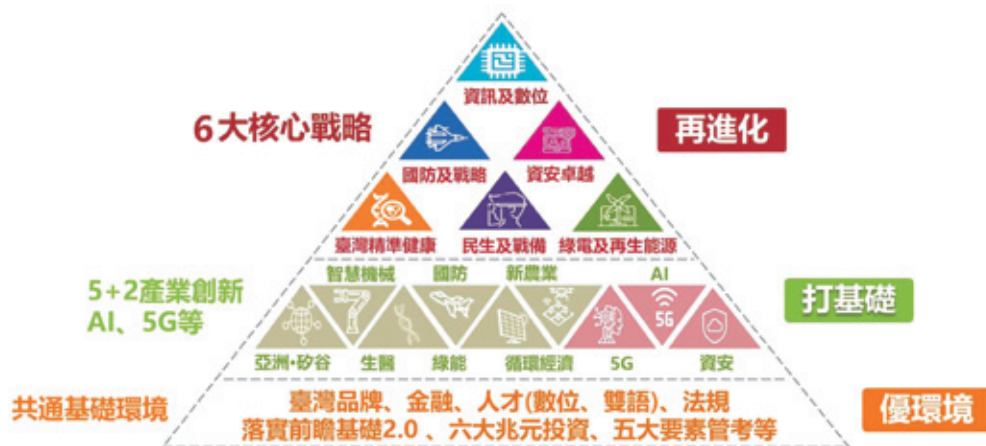 資訊及數位
6大核心戰略
再進化
國防及戰略
資安卓越
臺灣精準健康
民生及戰備
綠電及再生能源
智慧機械
國防
新農業
AI
5+2產業創新
AI、5G等
打基礎
5G
亞洲•矽谷
生醫
綠能
循環經濟
5G
資安
共通基礎環境
臺灣品牌、金融、人才(數位、雙語)、法規
落實前瞻基礎2.0 、六大兆元投資、五大要素管考等
優環境